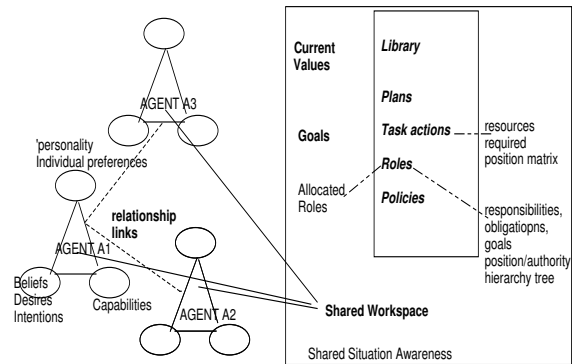 AGENT A3
'personality
Individual preferences
relationship
links
AGENT A1
Beliefs
Desires
Intentions
Capabilities
AGENT A2
Current
Values
Library
Plans
Goals
Task actions
resources
required
position matrix
Allocated
Roles
Roles
Policies
responsibilities,
obligatiopns,
goals
position/authority
hierarchy tree
Shared Workspace
Shared Situation Awareness